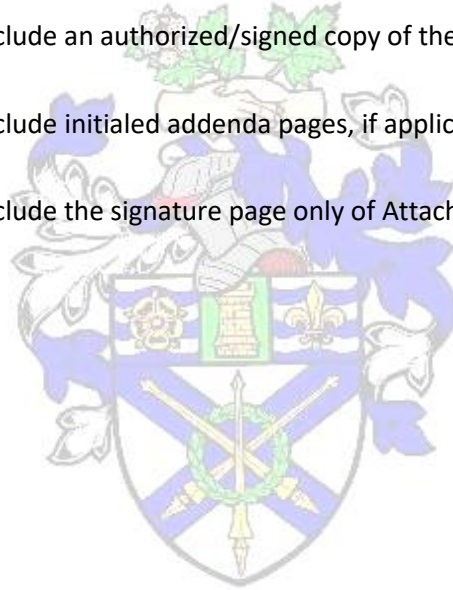 clude an authorized/signed copy of the
clude initialed addenda pages, if applic
clude the signature page only of Attach